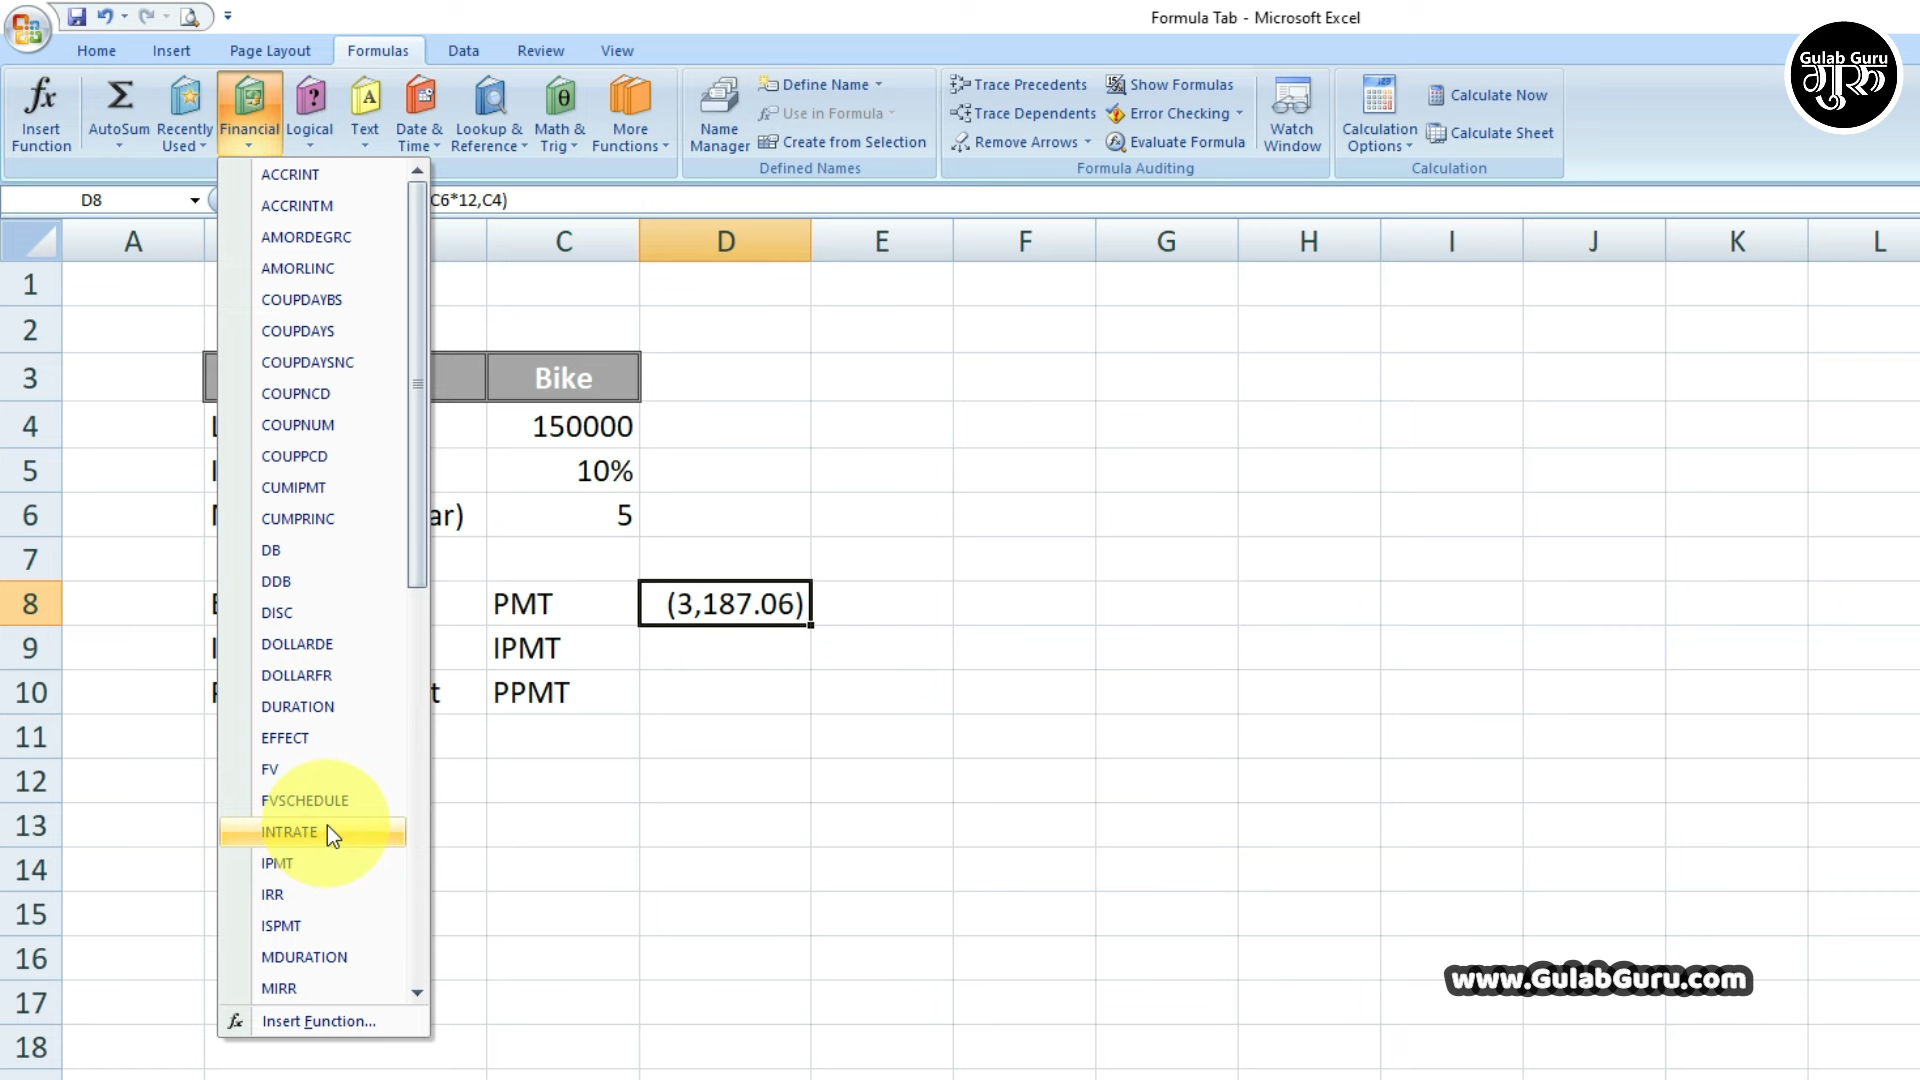 Formula Tab - Microsoft Excel
Home Insert Page Layout Formulas Data Review View
Gulab Guru
गुरु
fx Insert Function
Σ AutoSum
Recently Used
Financial
Logical
Text
Date & Time
Lookup & Reference
Math & Trig
More Functions
Name Manager
Define Name
Use in Formula
Create from Selection
Defined Names
Trace Precedents
Trace Dependents
Remove Arrows
Show Formulas
Error Checking
Evaluate Formula
Formula Auditing
Watch Window
Calculation Options
Calculate Now
Calculate Sheet
Calculation
D8 C6*12,C4)
A C D E F G H I J K L
ACCRINT
ACCRINTM
AMORDEGRC
AMORLINC
COUPDAYBS
COUPDAYS
COUPDAYSNC
COUPNCD
COUPNUM
COUPPCD
CUMIPMT
CUMPRINC
DB
DDB
DISC
DOLLARDE
DOLLARFR
DURATION
EFFECT
FV
FVSCHEDULE
INTRATE
IPMT
IRR
ISPMT
MDURATION
MIRR
fx Insert Function...
1
2
3 Bike
4 150000
5 10%
6 ar) 5
7
8 PMT (3,187.06)
9 IPMT
10 t PPMT
11
12
13
14
15
16
17
18
www.GulabGuru.com